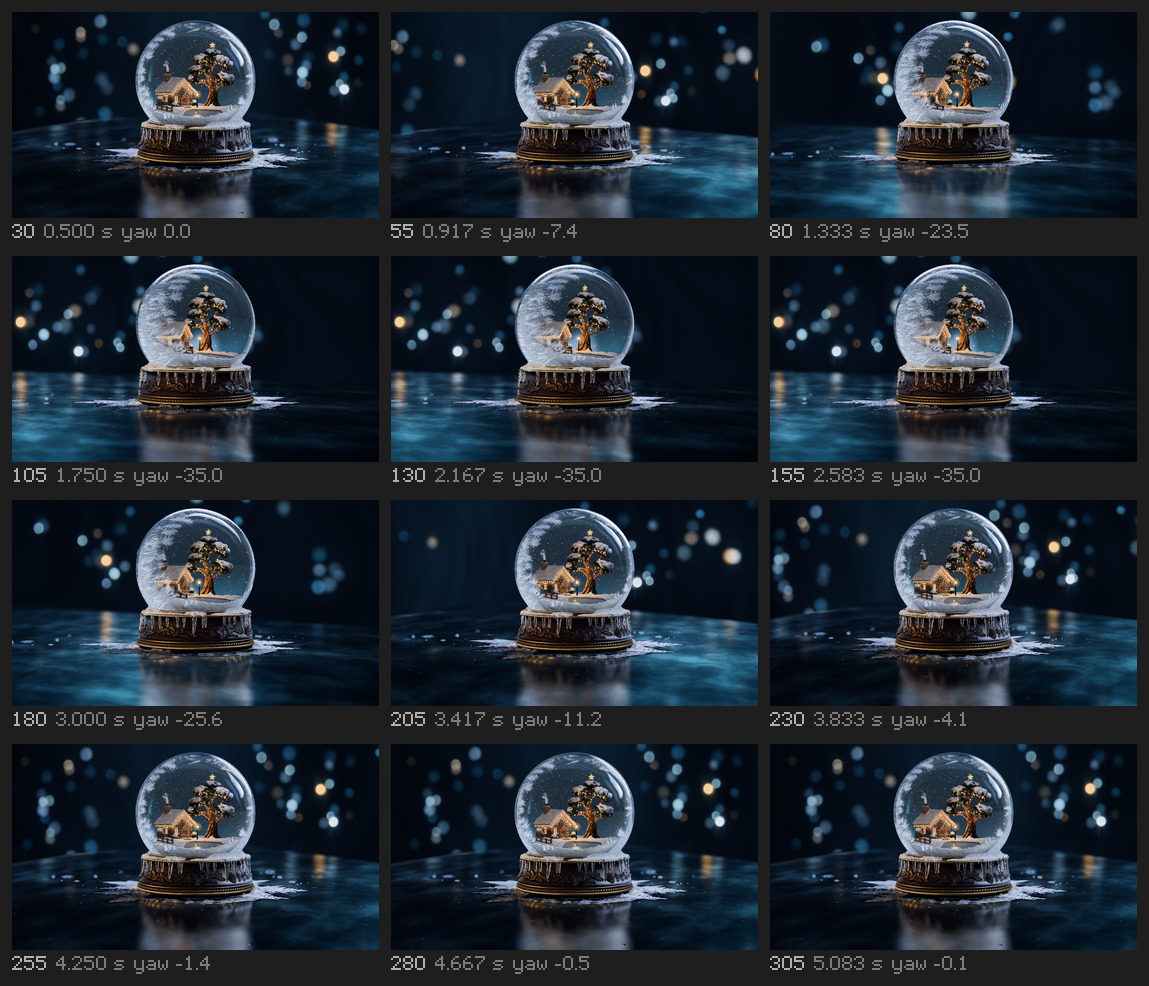 30 0.500 s yaw 0.0
55 0.917 s yaw -7.4
80 1.333 s yaw -23.5
105 1.750 s yaw -35.0
130 2.167 s yaw -35.0
155 2.583 s yaw -35.0
180 3.000 s yaw -25.6
205 3.417 s yaw -11.2
230 3.833 s yaw -4.1
255 4.250 s yaw -1.4
280 4.667 s yaw -0.5
305 5.083 s yaw -0.1